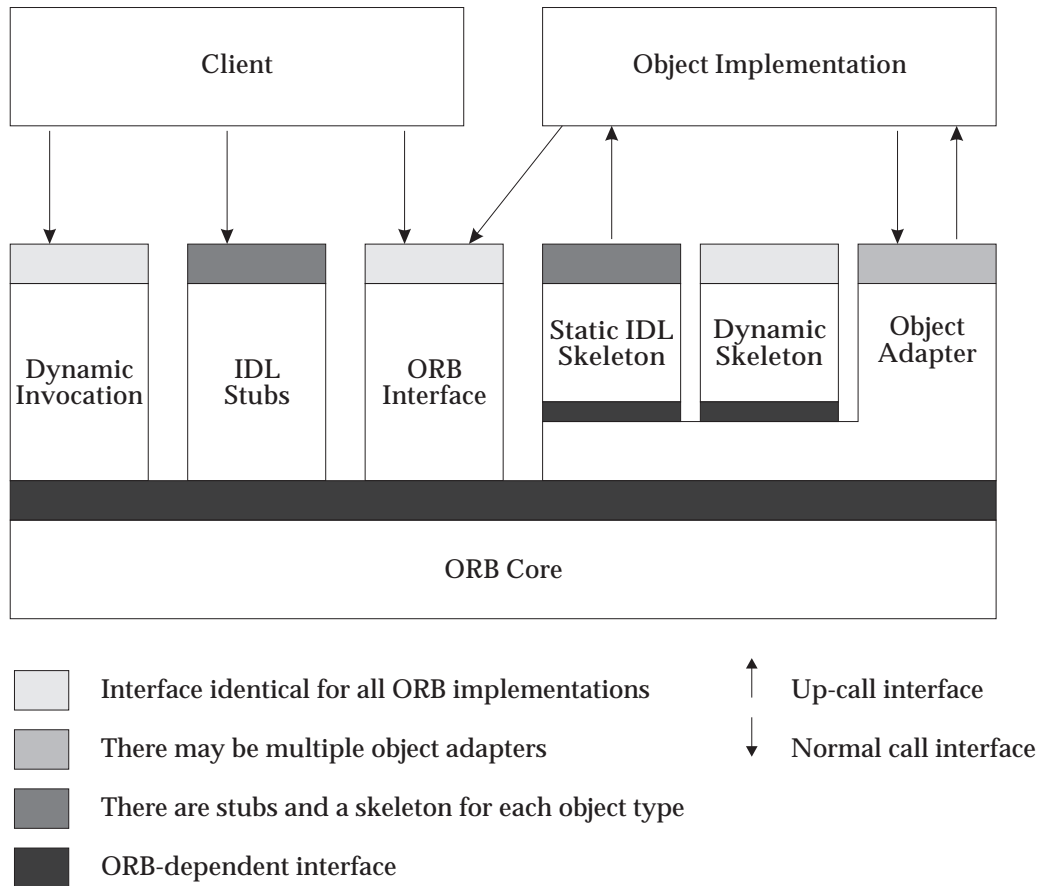 Client
Object Implementation
Dynamic
Invocation
IDL
Stubs
ORB
Interface
Static IDL
Skeleton
Dynamic
Skeleton
Object
Adapter
ORB Core
Interface identical for all ORB implementations
There may be multiple object adapters
There are stubs and a skeleton for each object type
ORB-dependent interface
Up-call interface
Normal call interface